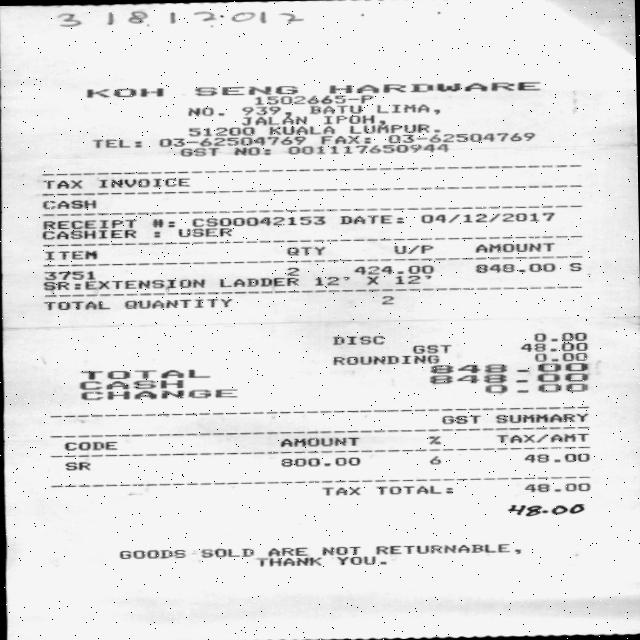 31812012
KOH SENG HARDWARE
1502665-P
NO. 939, BATU LIMA,
JALAN IPOH,
51200 KUALA LUMPUR.
TEL: 03-62504769 FAX: 03-62504769
GST NO: 001117650944
TAX INVOICE
CASH
RECEIPT #: CS00042153 DATE: 04/12/2017
CASHIER : USER
ITEM QTY U/P AMOUNT
3751 2 424.00 848.00 S
SR:EXTENSION LADDER 12' X 12'
TOTAL QUANTITY 2
DISC 0.00
GST 48.00
ROUNDING 0.00
TOTAL 848.00
CASH 848.00
CHANGE 0.00
GST SUMMARY
CODE AMOUNT % TAX/AMT
SR 800.00 6 48.00
TAX TOTAL: 48.00
48.00
GOODS SOLD ARE NOT RETURNABLE,
THANK YOU.